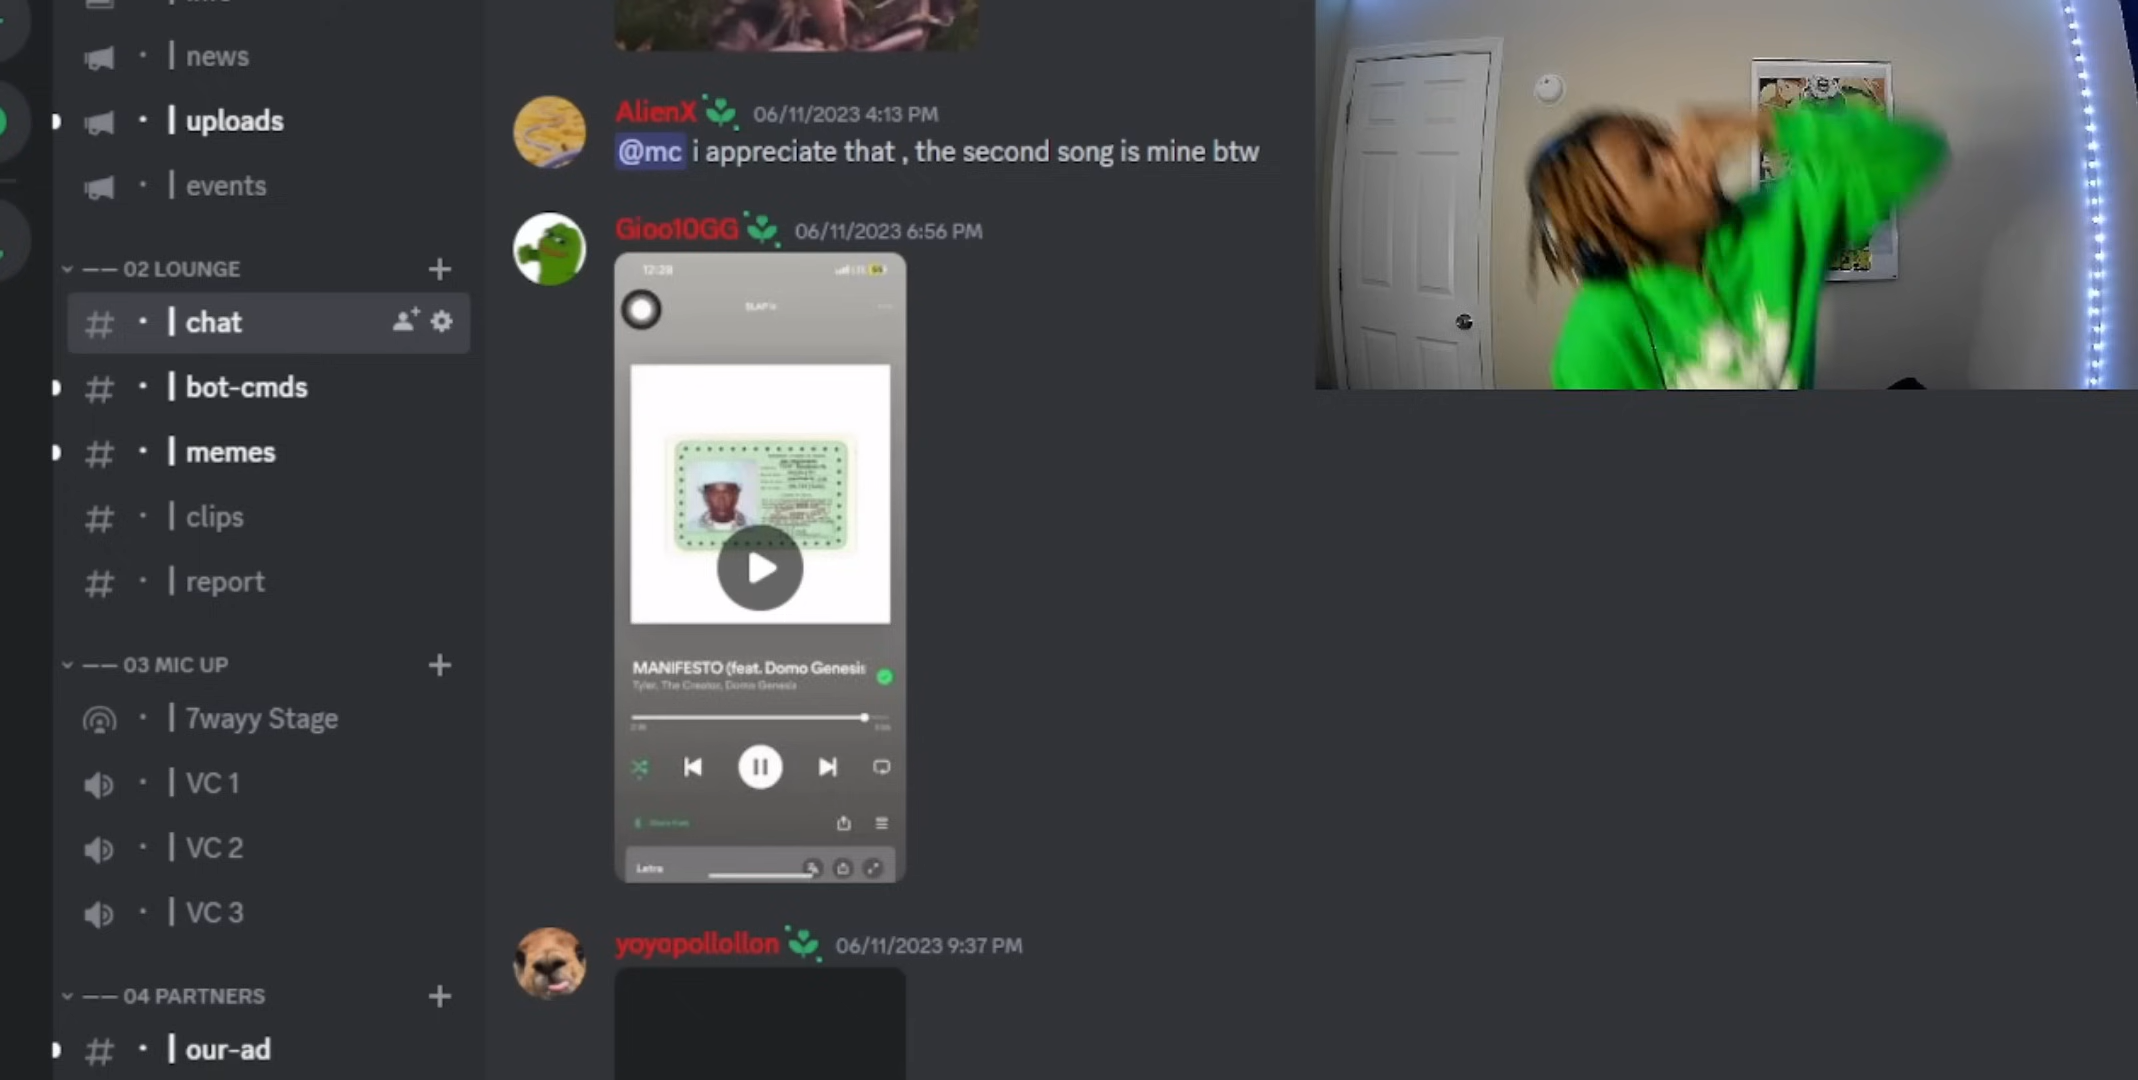 news
uploads
events
—— 02 LOUNGE
chat
bot-cmds
memes
clips
report
—— 03 MIC UP
7wayy Stage
VC 1
VC 2
VC 3
—— 04 PARTNERS
our-ad
AlienX 06/11/2023 4:13 PM
@mc i appreciate that , the second song is mine btw
Gioo10GG 06/11/2023 6:56 PM
12:28
MANIFESTO (feat. Domo Genesis
Tyler, The Creator, Domo Genesis
Letra
yoyapollollon 06/11/2023 9:37 PM